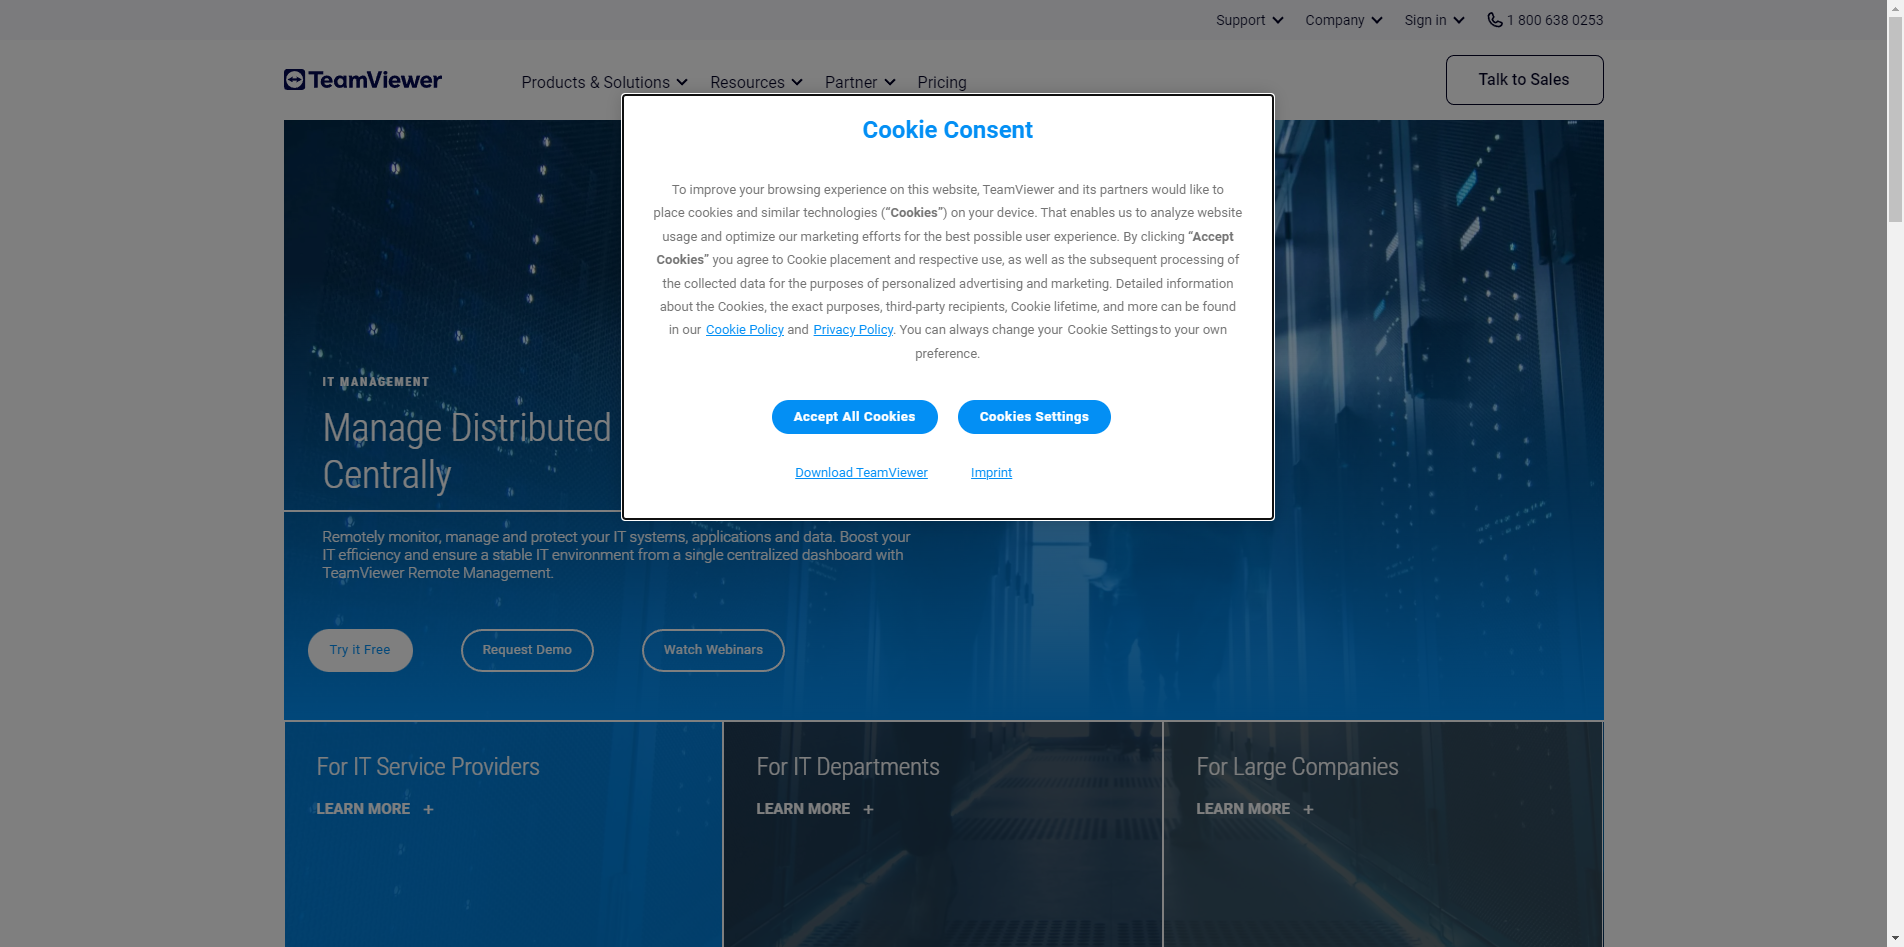 Support
Company
Sign in
1 800 638 0253
TeamViewer
Products & Solutions
Resources
Partner
Pricing
Talk to Sales
Cookie Consent
To improve your browsing experience on this website, TeamViewer and its partners would like to
place cookies and similar technologies (“Cookies”) on your device. That enables us to analyze website
usage and optimize our marketing efforts for the best possible user experience. By clicking “Accept
Cookies” you agree to Cookie placement and respective use, as well as the subsequent processing of
the collected data for the purposes of personalized advertising and marketing. Detailed information
about the Cookies, the exact purposes, third-party recipients, Cookie lifetime, and more can be found
in our Cookie Policy and Privacy Policy. You can always change your Cookie Settings to your own
preference.
Accept All Cookies
Cookies Settings
Download TeamViewer
Imprint
IT MANAGEMENT
Manage Distributed
Centrally
Remotely monitor, manage and protect your IT systems, applications and data. Boost your
IT efficiency and ensure a stable IT environment from a single centralized dashboard with
TeamViewer Remote Management.
Try it Free
Request Demo
Watch Webinars
For IT Service Providers
LEARN MORE +
For IT Departments
LEARN MORE +
For Large Companies
LEARN MORE +